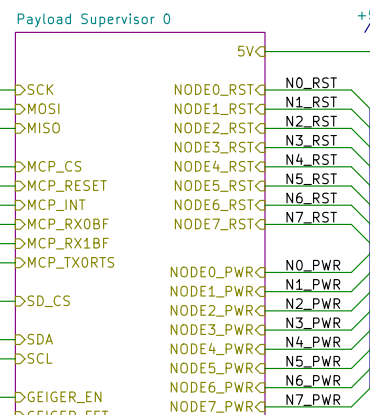 Payload Supervisor 0
5V
SCK
MOSI
MISO
MCP_CS
MCP_RESET
MCP_INT
MCP_RX0BF
MCP_RX1BF
MCP_TX0RTS
SD_CS
SDA
SCL
GEIGER_EN
NODE0_RST N0_RST
NODE1_RST N1_RST
NODE2_RST N2_RST
NODE3_RST N3_RST
NODE4_RST N4_RST
NODE5_RST N5_RST
NODE6_RST N6_RST
NODE7_RST N7_RST
NODE0_PWR N0_PWR
NODE1_PWR N1_PWR
NODE2_PWR N2_PWR
NODE3_PWR N3_PWR
NODE4_PWR N4_PWR
NODE5_PWR N5_PWR
NODE6_PWR N6_PWR
NODE7_PWR N7_PWR